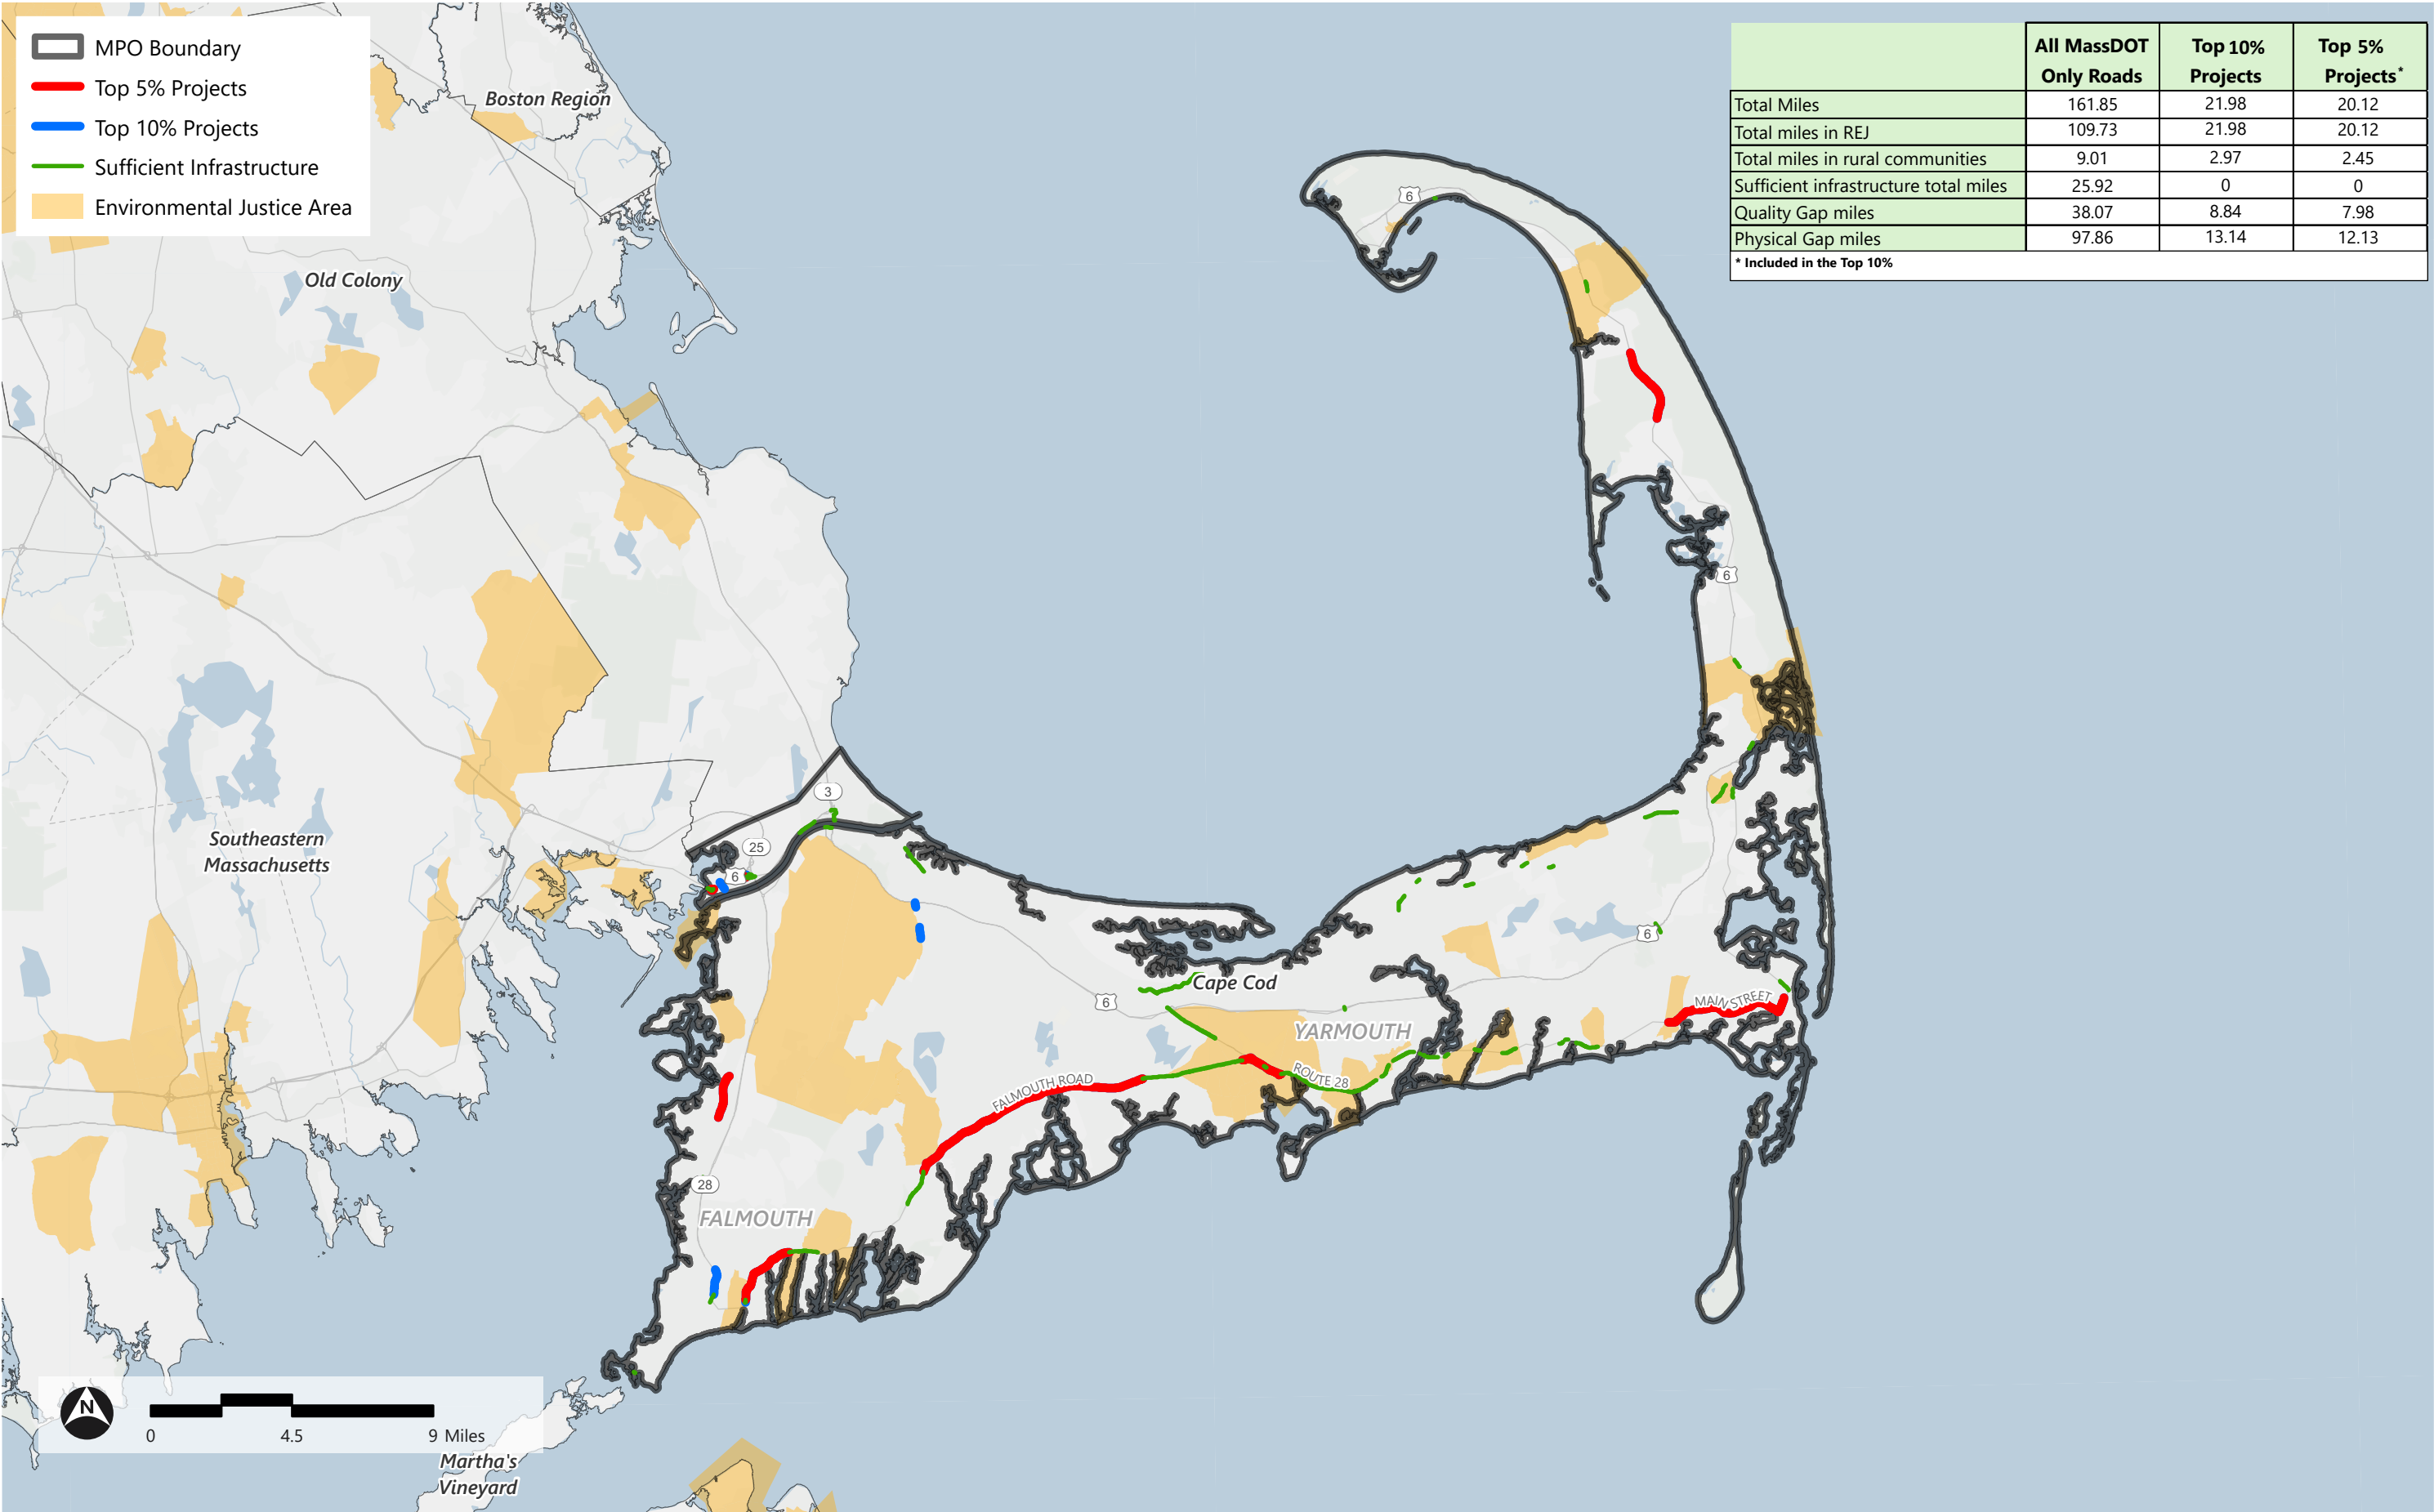 MPO Boundary
Top 5% Projects
Top 10% Projects
Sufficient Infrastructure
Environmental Justice Area
All MassDOT Only Roads | Top 10% Projects | Top 5% Projects*
Total Miles | 161.85 | 21.98 | 20.12
Total miles in REJ | 109.73 | 21.98 | 20.12
Total miles in rural communities | 9.01 | 2.97 | 2.45
Sufficient infrastructure total miles | 25.92 | 0 | 0
Quality Gap miles | 38.07 | 8.84 | 7.98
Physical Gap miles | 97.86 | 13.14 | 12.13
* Included in the Top 10%
Boston Region
6
Old Colony
6
3
Southeastern
Massachusetts
25
6
6
Cape Cod
6
MAIN STREET
YARMOUTH
ROUTE 28
FALMOUTH ROAD
28
FALMOUTH
N
0 4.5 9 Miles
Martha's
Vineyard